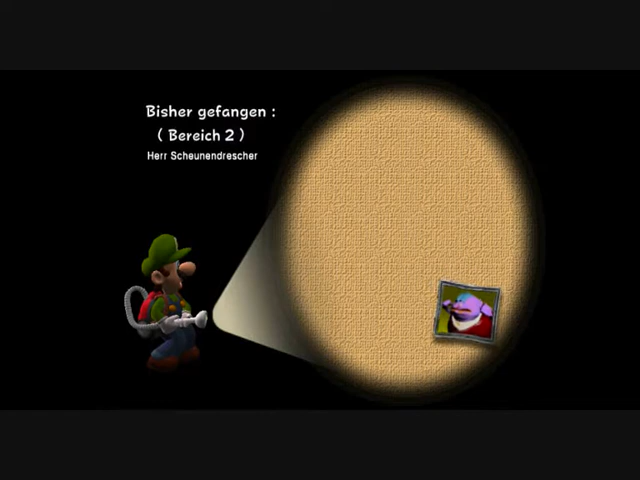 Bisher gefangen :
( Bereich 2 )
Herr Scheunendrescher